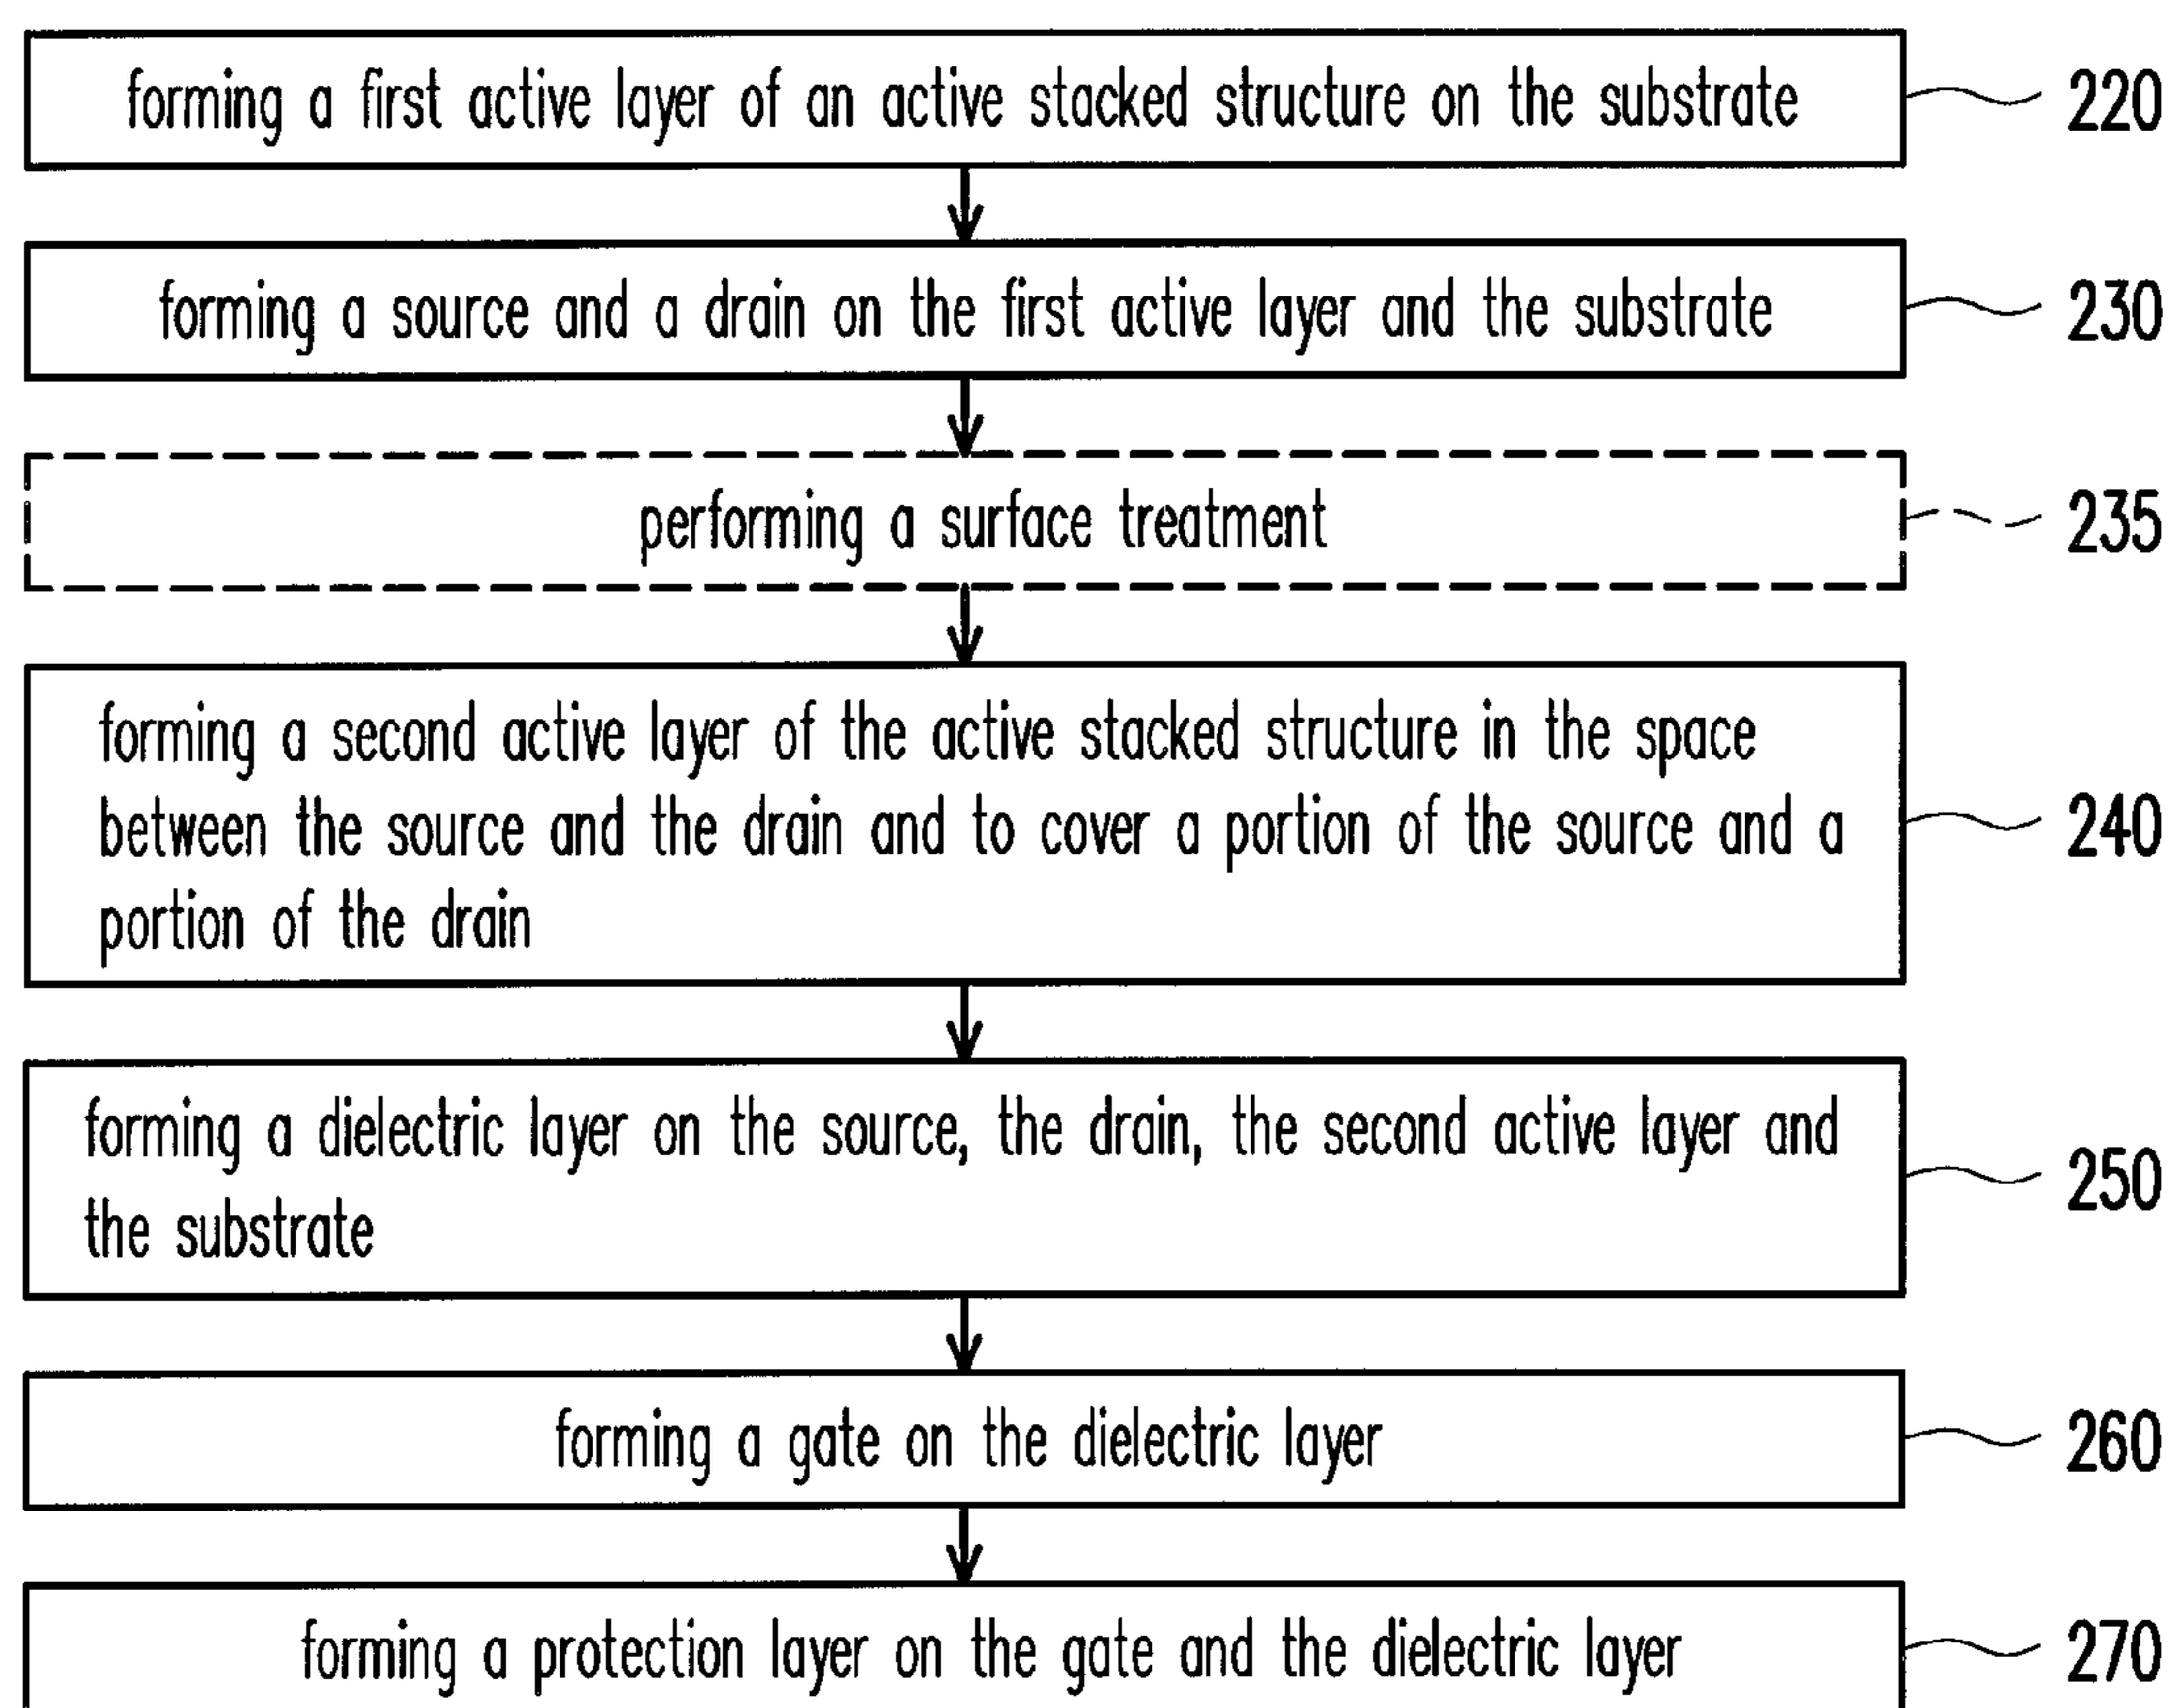 forming a first active layer of an active stacked structure on the substrate
220
forming a source and a drain on the first active layer and the substrate
230
performing a surface treatment
235
forming a second active layer of the active stacked structure in the space
between the source and the drain and to cover a portion of the source and a
portion of the drain
240
forming a dielectric layer on the source, the drain, the second active layer and
the substrate
250
forming a gate on the dielectric layer
260
forming a protection layer on the gate and the dielectric layer
270